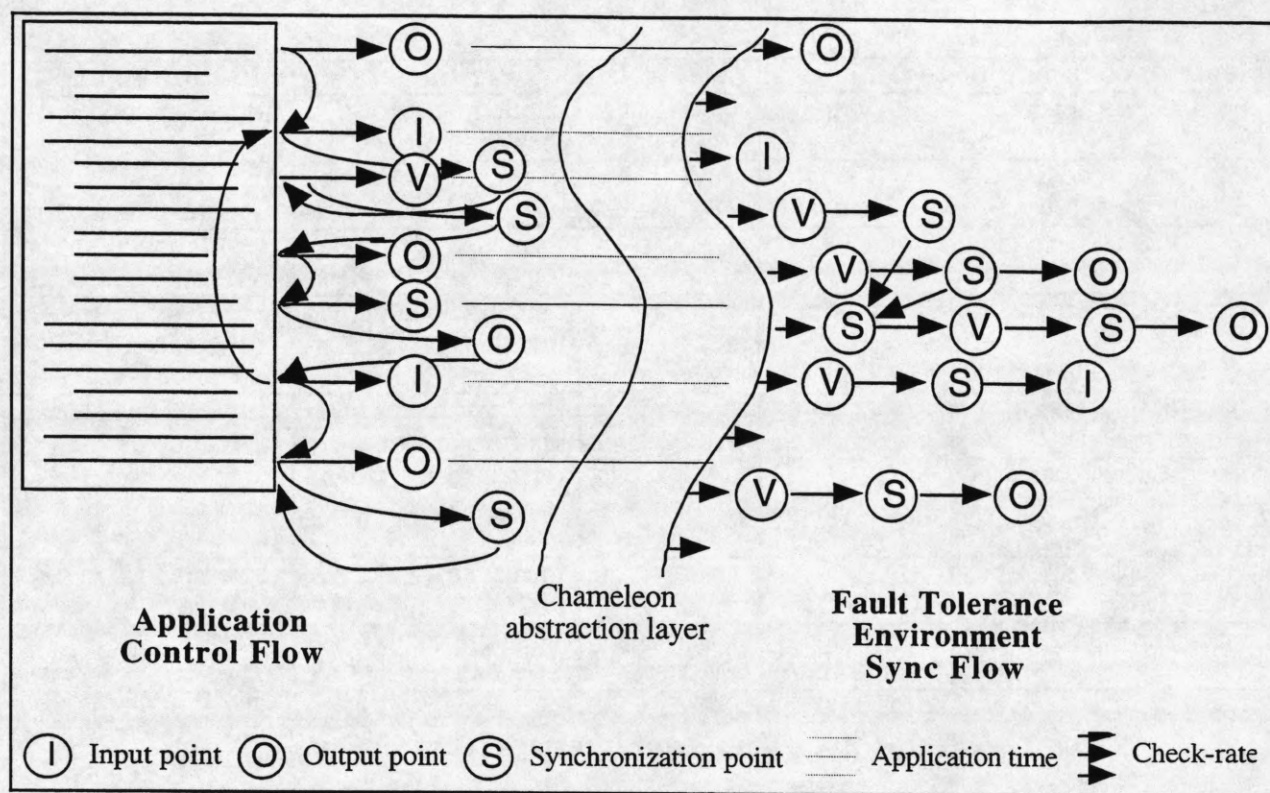 O O
I I
V S
S V S
O V S O
S S V S O
O
I V S I
O V S O
S
Chameleon
abstraction layer
Application
Control Flow
Fault Tolerance
Environment
Sync Flow
I Input point O Output point S Synchronization point Application time Check-rate